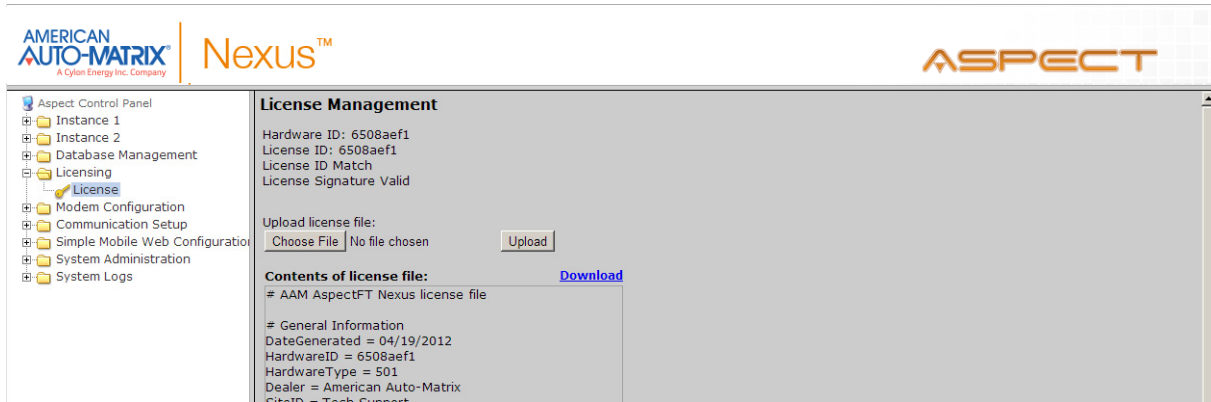 AMERICAN
AUTO-MATRIX®
A Cylon Energy Inc. Company
Nexus™
ASPECT
Aspect Control Panel
Instance 1
Instance 2
Database Management
Licensing
License
Modem Configuration
Communication Setup
Simple Mobile Web Configuration
System Administration
System Logs
License Management
Hardware ID: 6508aef1
License ID: 6508aef1
License ID Match
License Signature Valid
Upload license file:
Choose File No file chosen Upload
Contents of license file: Download
# AAM AspectFT Nexus license file
# General Information
DateGenerated = 04/19/2012
HardwareID = 6508aef1
HardwareType = 501
Dealer = American Auto-Matrix
SiteID = Tech Support